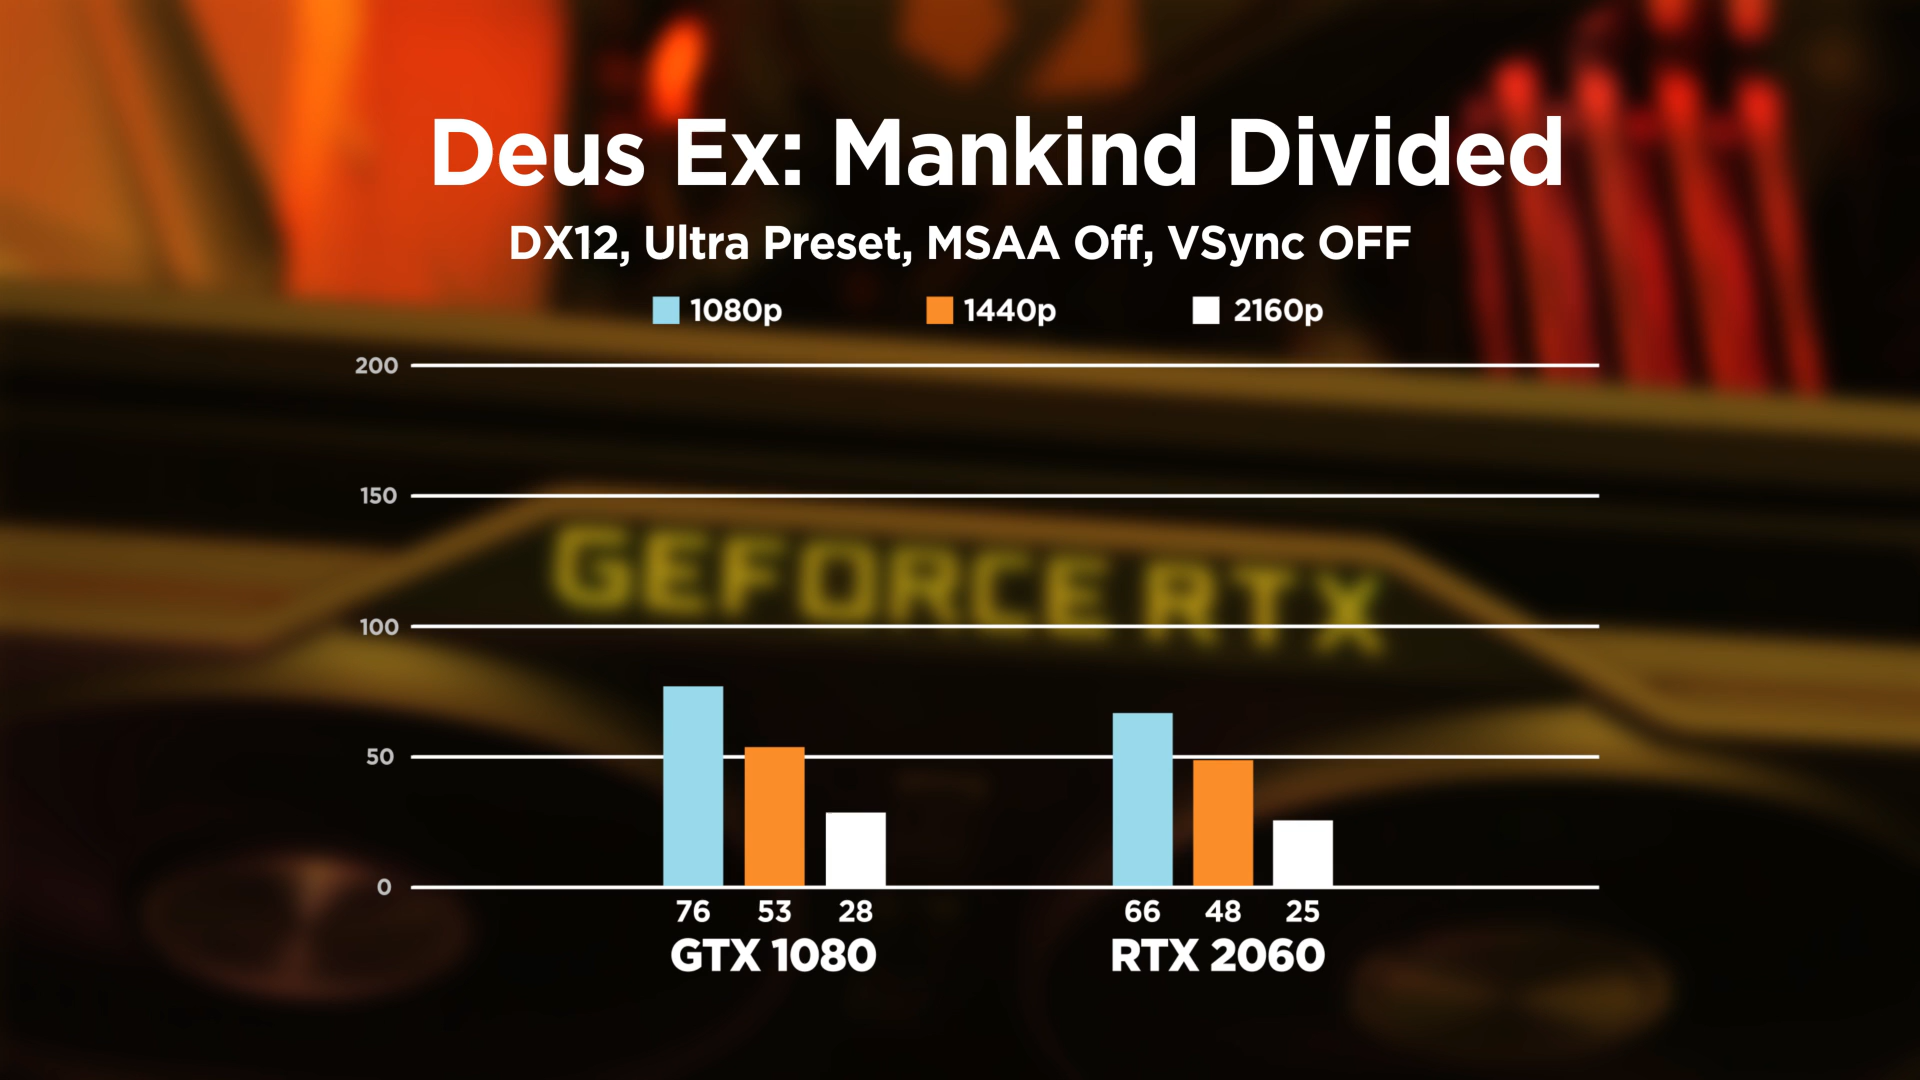 Deus Ex: Mankind Divided
DX12, Ultra Preset, MSAA Off, VSync OFF
1080p 1440p 2160p
200
150
GEFORCE RTX
100
50
0
76 53 28 66 48 25
GTX 1080 RTX 2060